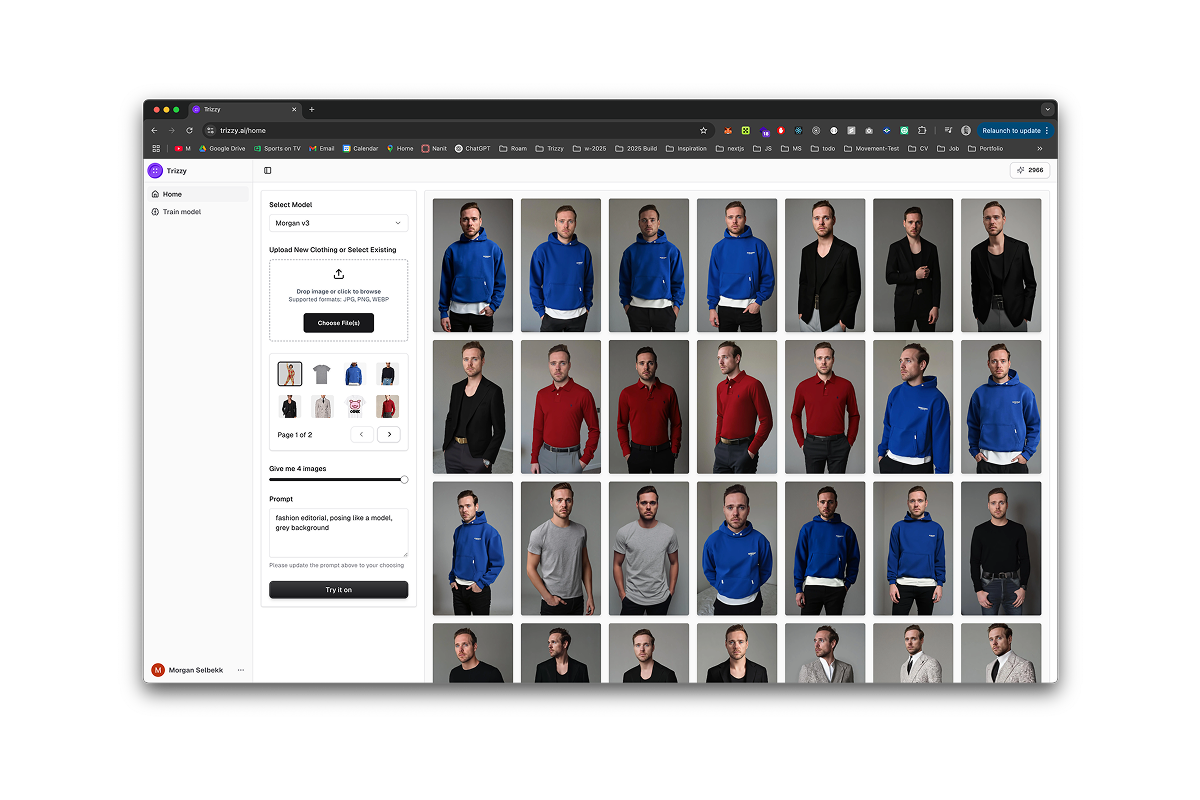 Trizzy
trizzy.ai/home
18
Relaunch to update
M
Google Drive
Sports on TV
Email
Calendar
Home
Nanit
ChatGPT
Roam
Trizzy
w-2025
2025 Build
Inspiration
nextjs
JS
MS
todo
Movement-Test
CV
Job
Portfolio
Trizzy
2966
Home
Train model
Select Model
Morgan v3
Upload New Clothing or Select Existing
Drop image or click to browse
Supported formats: JPG, PNG, WEBP
Choose File(s)
Page 1 of 2
Give me 4 images
Prompt
fashion editorial, posing like a model,
grey background
Please update the prompt above to your choosing
Try it on
M
Morgan Selbekk